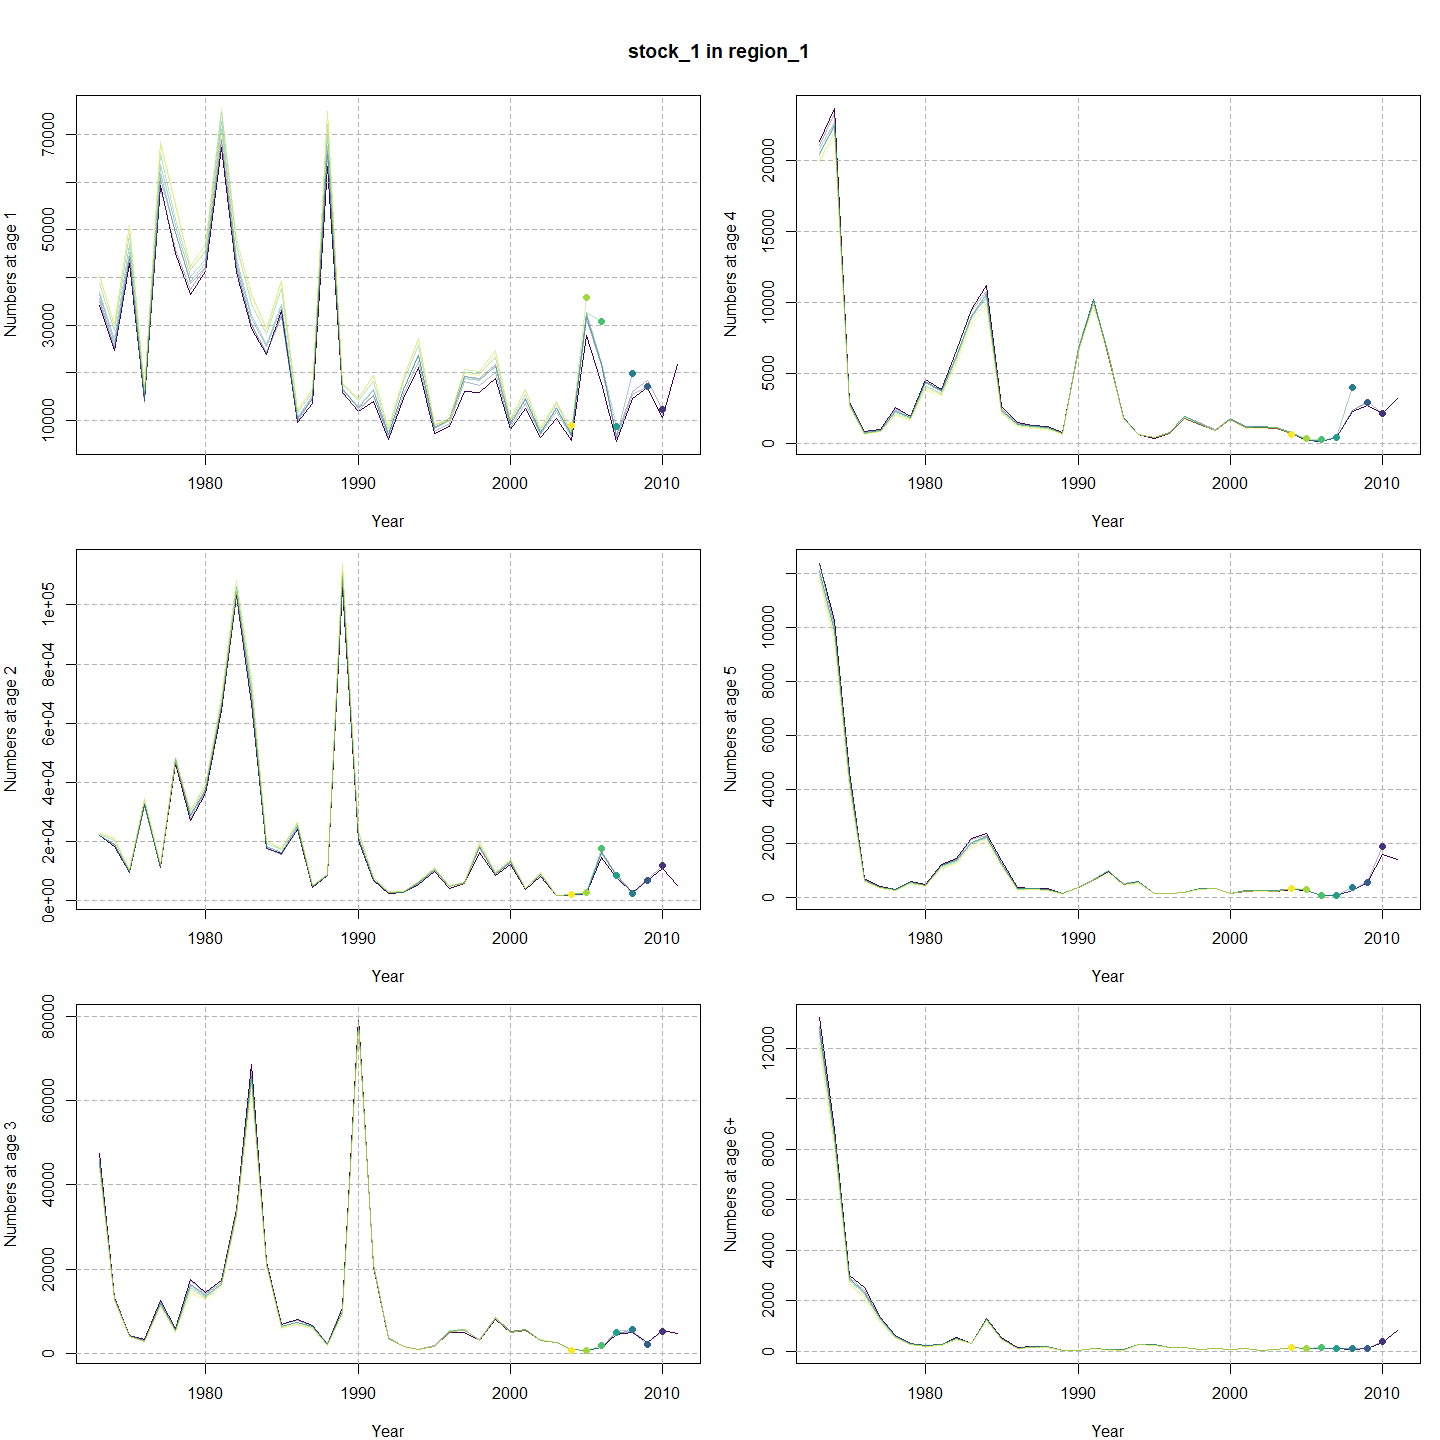 stock_1 in region_1
Numbers at age 1
10000
30000
50000
70000
1980
1990
2000
2010
Year
Numbers at age 4
0
5000
10000
15000
20000
1980
1990
2000
2010
Year
Numbers at age 2
0e+00
2e+04
4e+04
6e+04
8e+04
1e+05
1980
1990
2000
2010
Year
Numbers at age 5
0
2000
4000
6000
8000
10000
1980
1990
2000
2010
Year
Numbers at age 3
0
20000
40000
60000
80000
1980
1990
2000
2010
Year
Numbers at age 6+
0
2000
4000
6000
8000
12000
1980
1990
2000
2010
Year